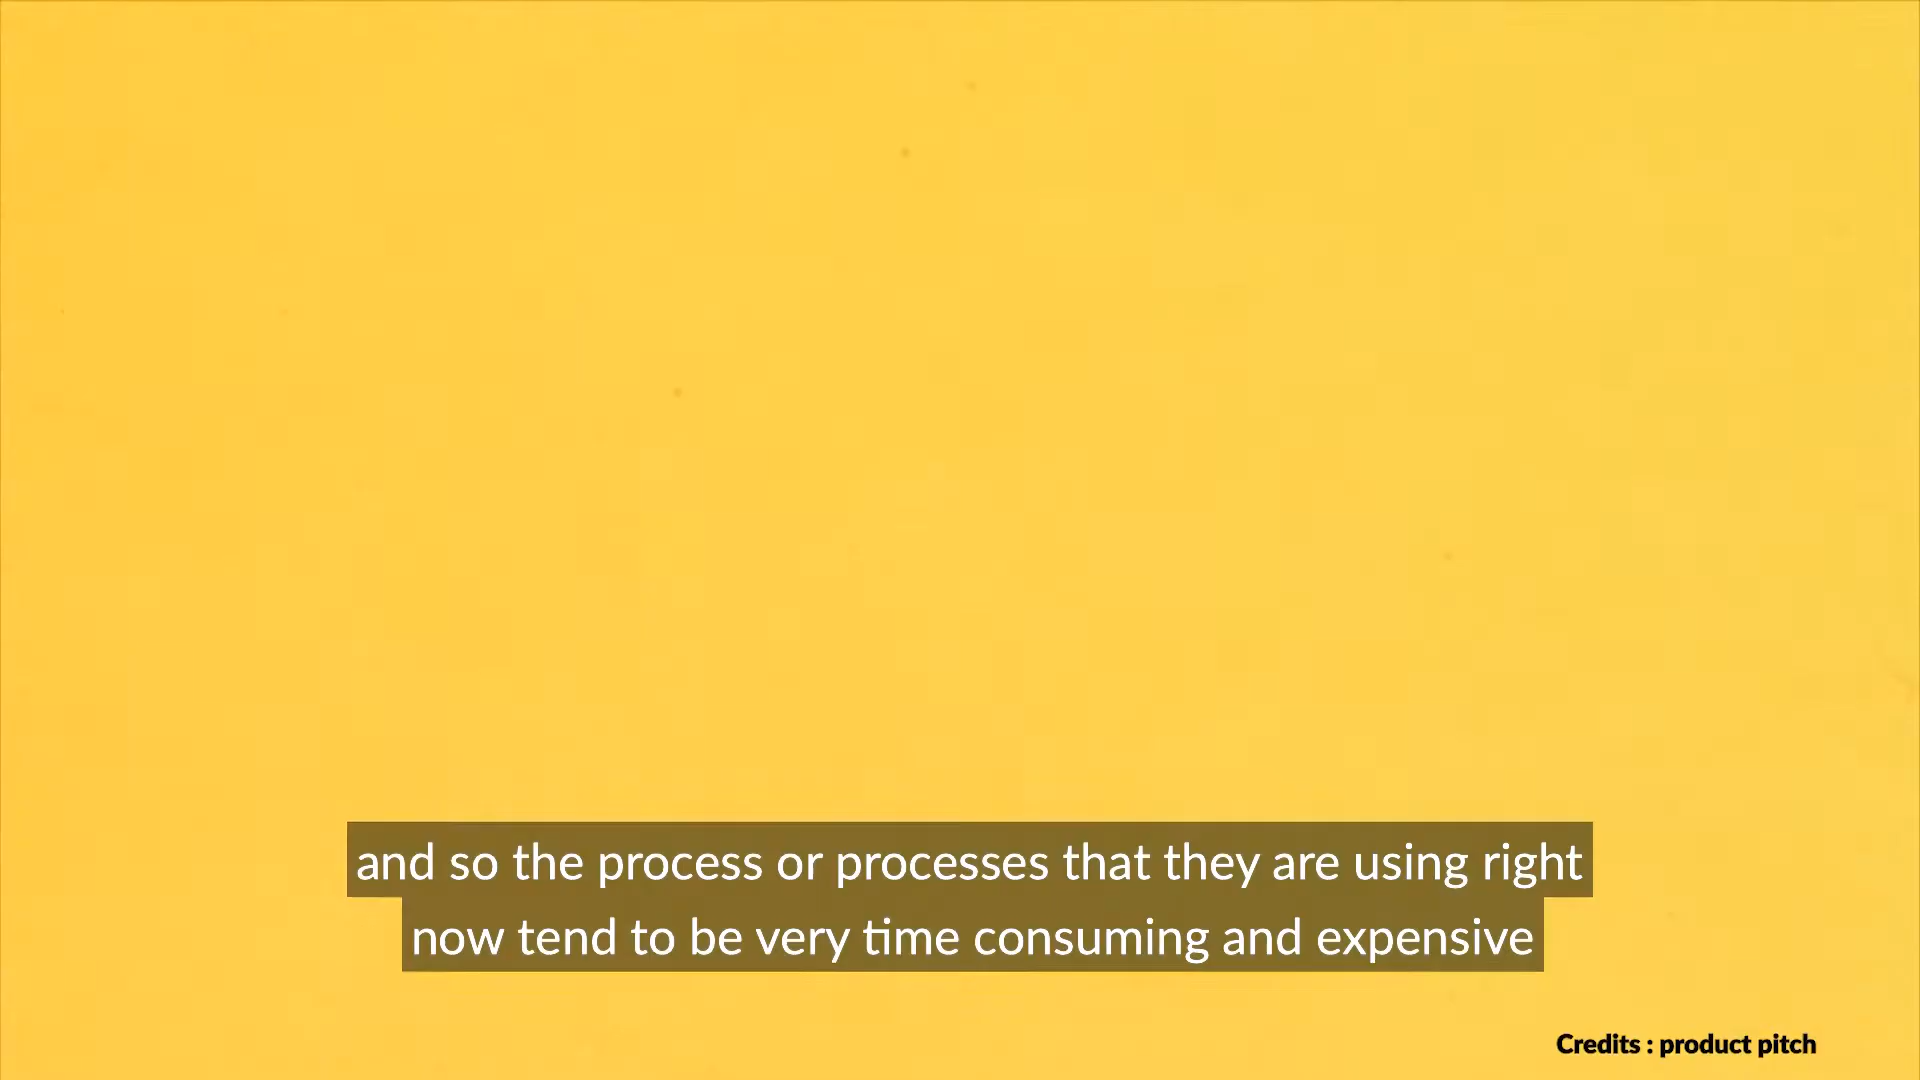 and so the process or processes that they are using right
now tend to be very time consuming and expensive
Credits : product pitch